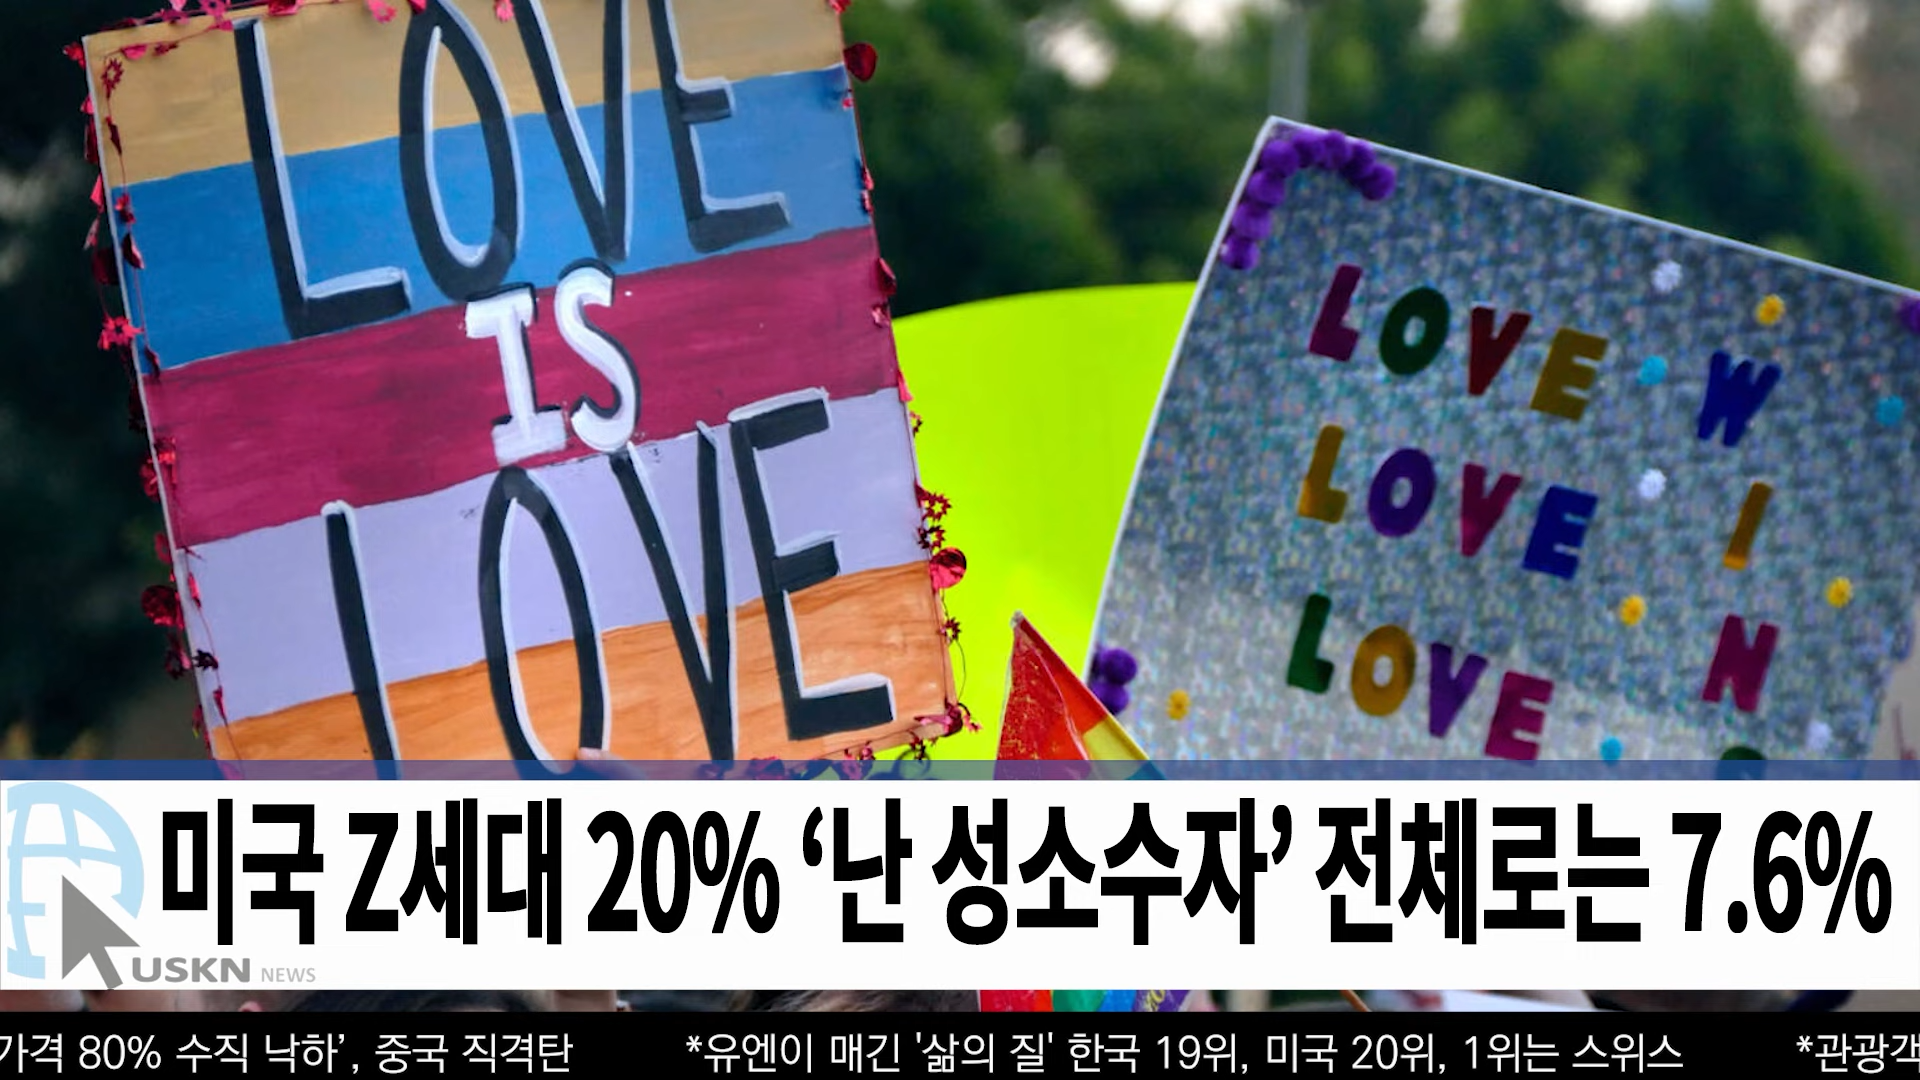 LOVE
IS
LOVE
LOVE W
LOVE I
LOVE N
미국 Z세대 20% ‘난 성소수자’ 전체로는 7.6%
USKN NEWS
가격 80% 수직 낙하’, 중국 직격탄 *유엔이 매긴 '삶의 질' 한국 19위, 미국 20위, 1위는 스위스 *관광객